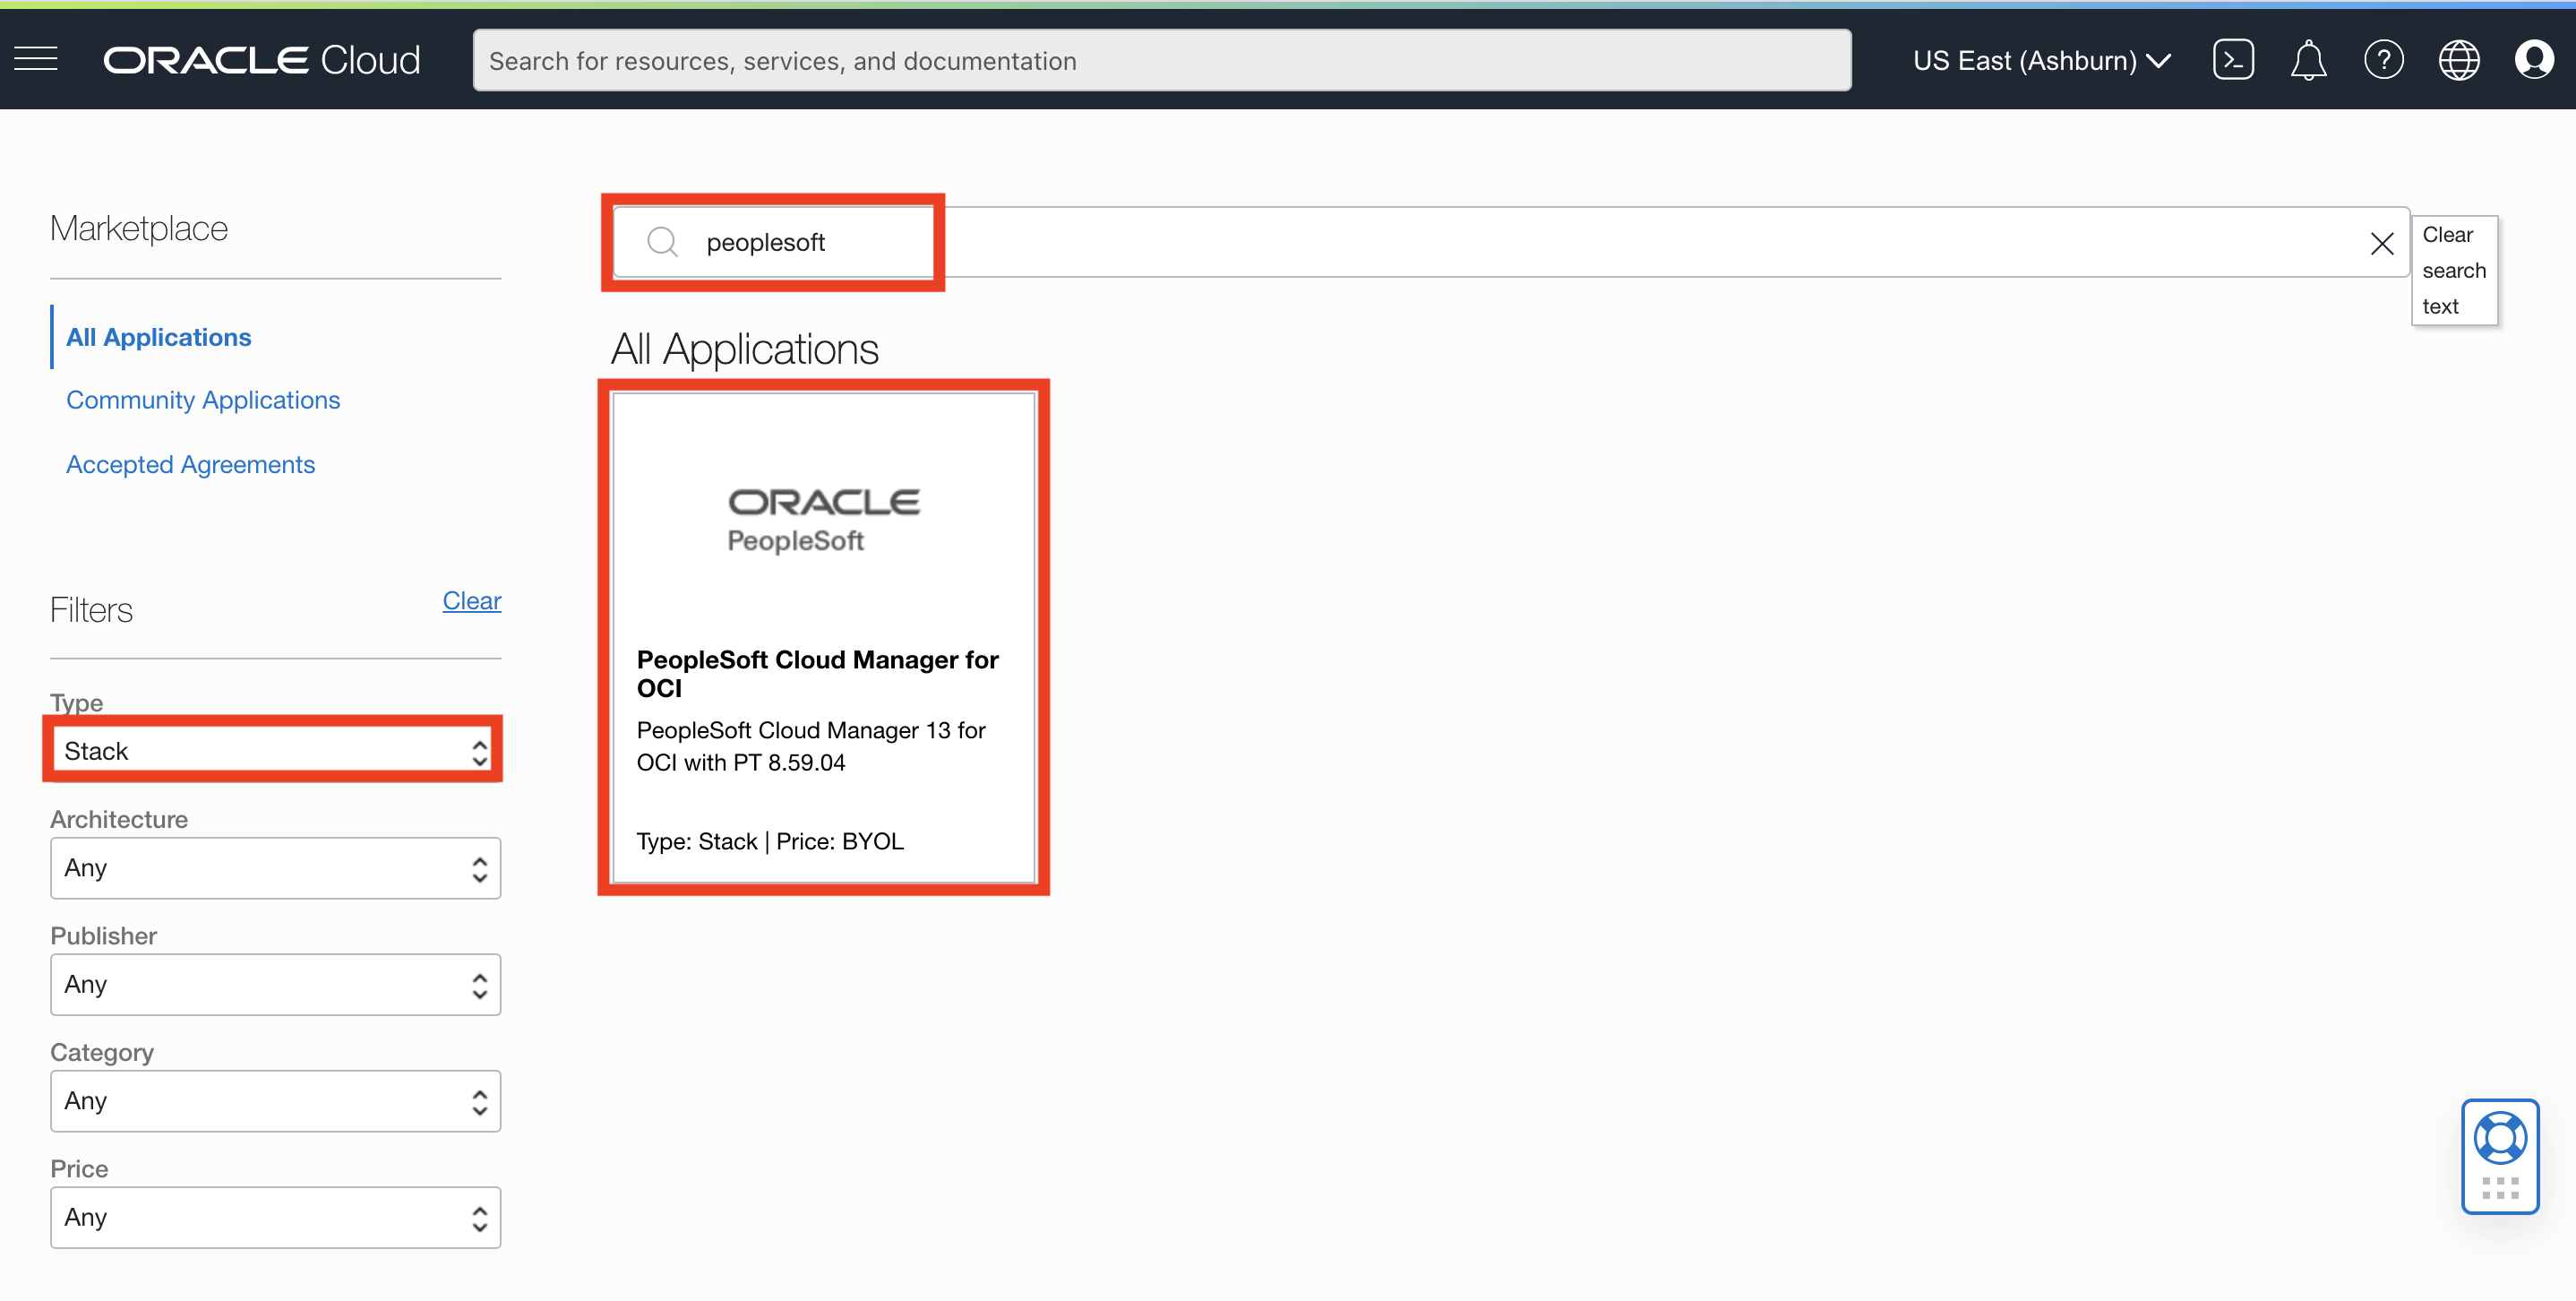 ORACLE Cloud
Search for resources, services, and documentation
US East (Ashburn)
Marketplace
All Applications
Community Applications
Accepted Agreements
Filters
Clear
Type
Stack
Architecture
Any
Publisher
Any
Category
Any
Price
Any
peoplesoft
Clear
search
text
All Applications
ORACLE
PeopleSoft
PeopleSoft Cloud Manager for
OCI
PeopleSoft Cloud Manager 13 for
OCI with PT 8.59.04
Type: Stack | Price: BYOL